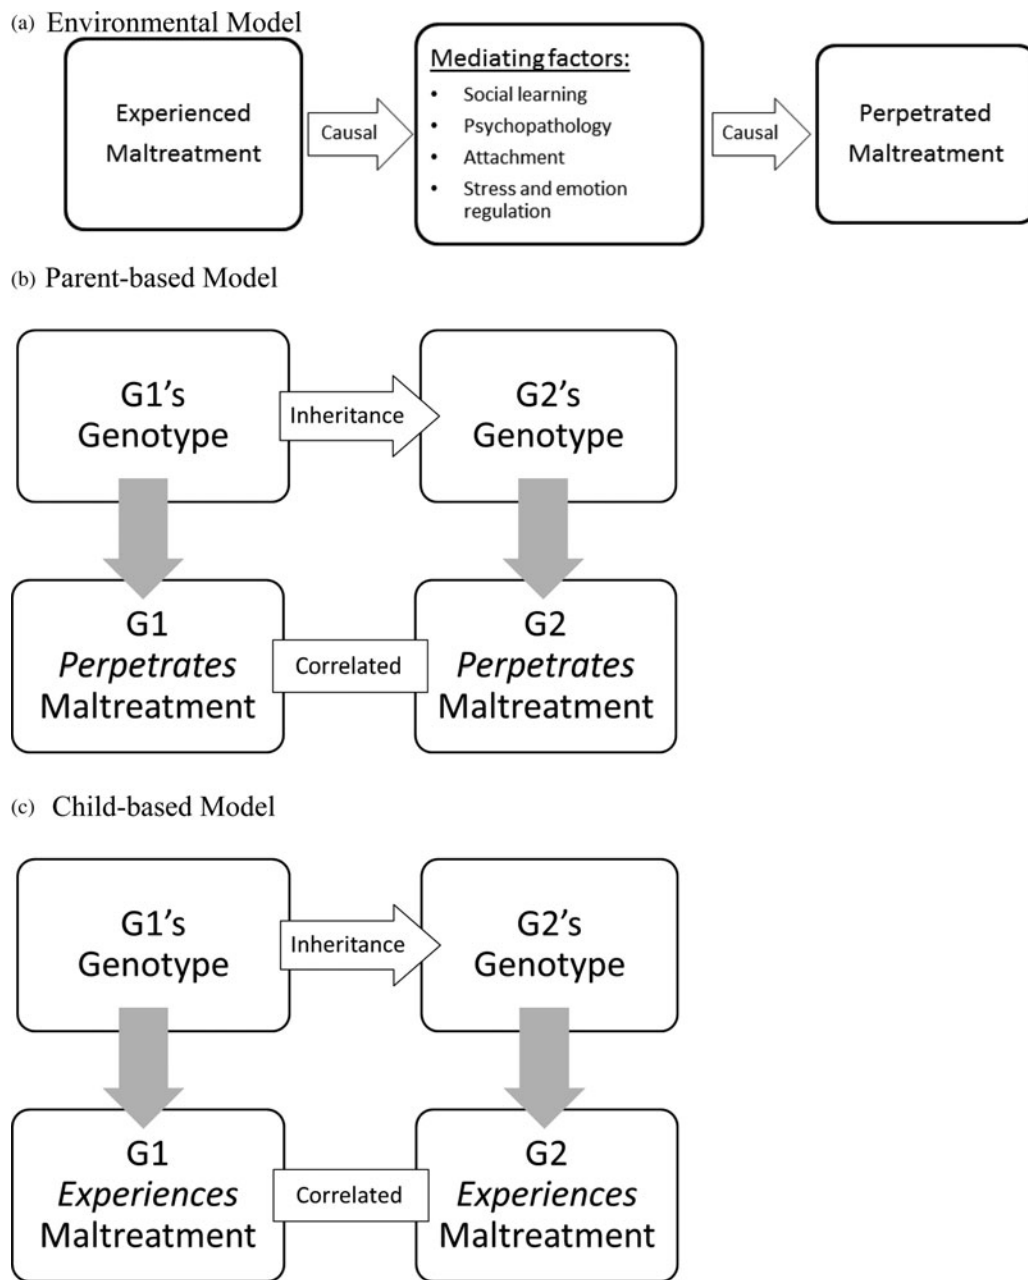 (a) Environmental Model
Experienced
Maltreatment
Causal
Mediating factors:
• Social learning
• Psychopathology
• Attachment
• Stress and emotion
regulation
Causal
Perpetrated
Maltreatment
(b) Parent-based Model
G1's
Genotype
Inheritance
G2's
Genotype
G1
Perpetrates
Maltreatment
Correlated
G2
Perpetrates
Maltreatment
(c) Child-based Model
G1's
Genotype
Inheritance
G2's
Genotype
G1
Experiences
Maltreatment
Correlated
G2
Experiences
Maltreatment